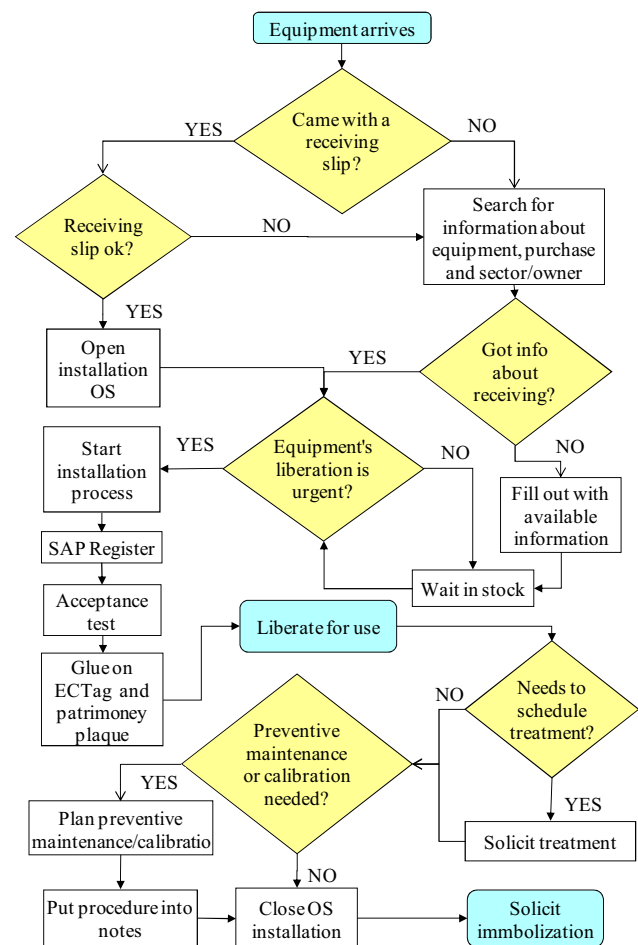 Equipment arrives
Came with a
receiving
slip?
YES
NO
Receiving
slip ok?
NO
Search for
information about
equipment, purchase
and sector/owner
YES
Open
installation
OS
YES
Got info
about
receiving?
Start
installation
process
YES
Equipment's
liberation is
urgent?
NO
NO
Fill out with
available
information
SAP Register
Wait in stock
Acceptance
test
Liberate for use
Glue on
ECTag and
patrimoney
plaque
Preventive
maintenance
or calibration
needed?
NO
Needs to
schedule
treatment?
YES
YES
Plan preventive
maintenance/calibratio
Solicit treatment
NO
Put procedure into
notes
Close OS
installation
Solicit
immbolization